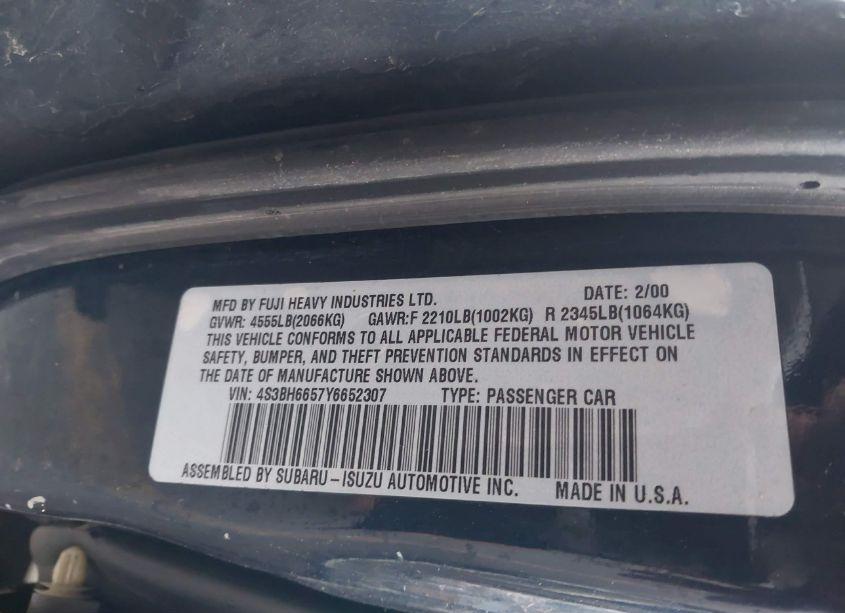 MFD BY FUJI HEAVY INDUSTRIES LTD. DATE: 2/00
GVWR: 4555LB(2066KG) GAWR:F 2210LB(1002KG) R 2345LB(1064KG)
THIS VEHICLE CONFORMS TO ALL APPLICABLE FEDERAL MOTOR VEHICLE
SAFETY, BUMPER, AND THEFT PREVENTION STANDARDS IN EFFECT ON
THE DATE OF MANUFACTURE SHOWN ABOVE.
VIN: 4S3BH6657Y6652307 TYPE: PASSENGER CAR
ASSEMBLED BY SUBARU-ISUZU AUTOMOTIVE INC. MADE IN U.S.A.